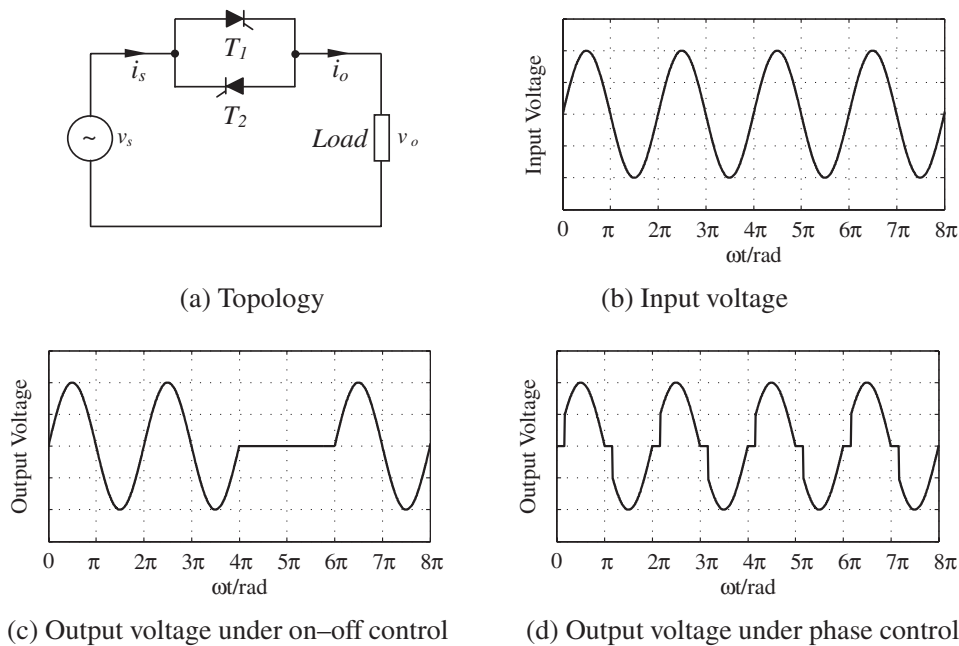 T1
is
io
T2
~
vs
Load
vo
(a) Topology
Input Voltage
0 π 2π 3π 4π 5π 6π 7π 8π
ωt/rad
(b) Input voltage
Output Voltage
0 π 2π 3π 4π 5π 6π 7π 8π
ωt/rad
(c) Output voltage under on–off control
Output Voltage
0 π 2π 3π 4π 5π 6π 7π 8π
ωt/rad
(d) Output voltage under phase control